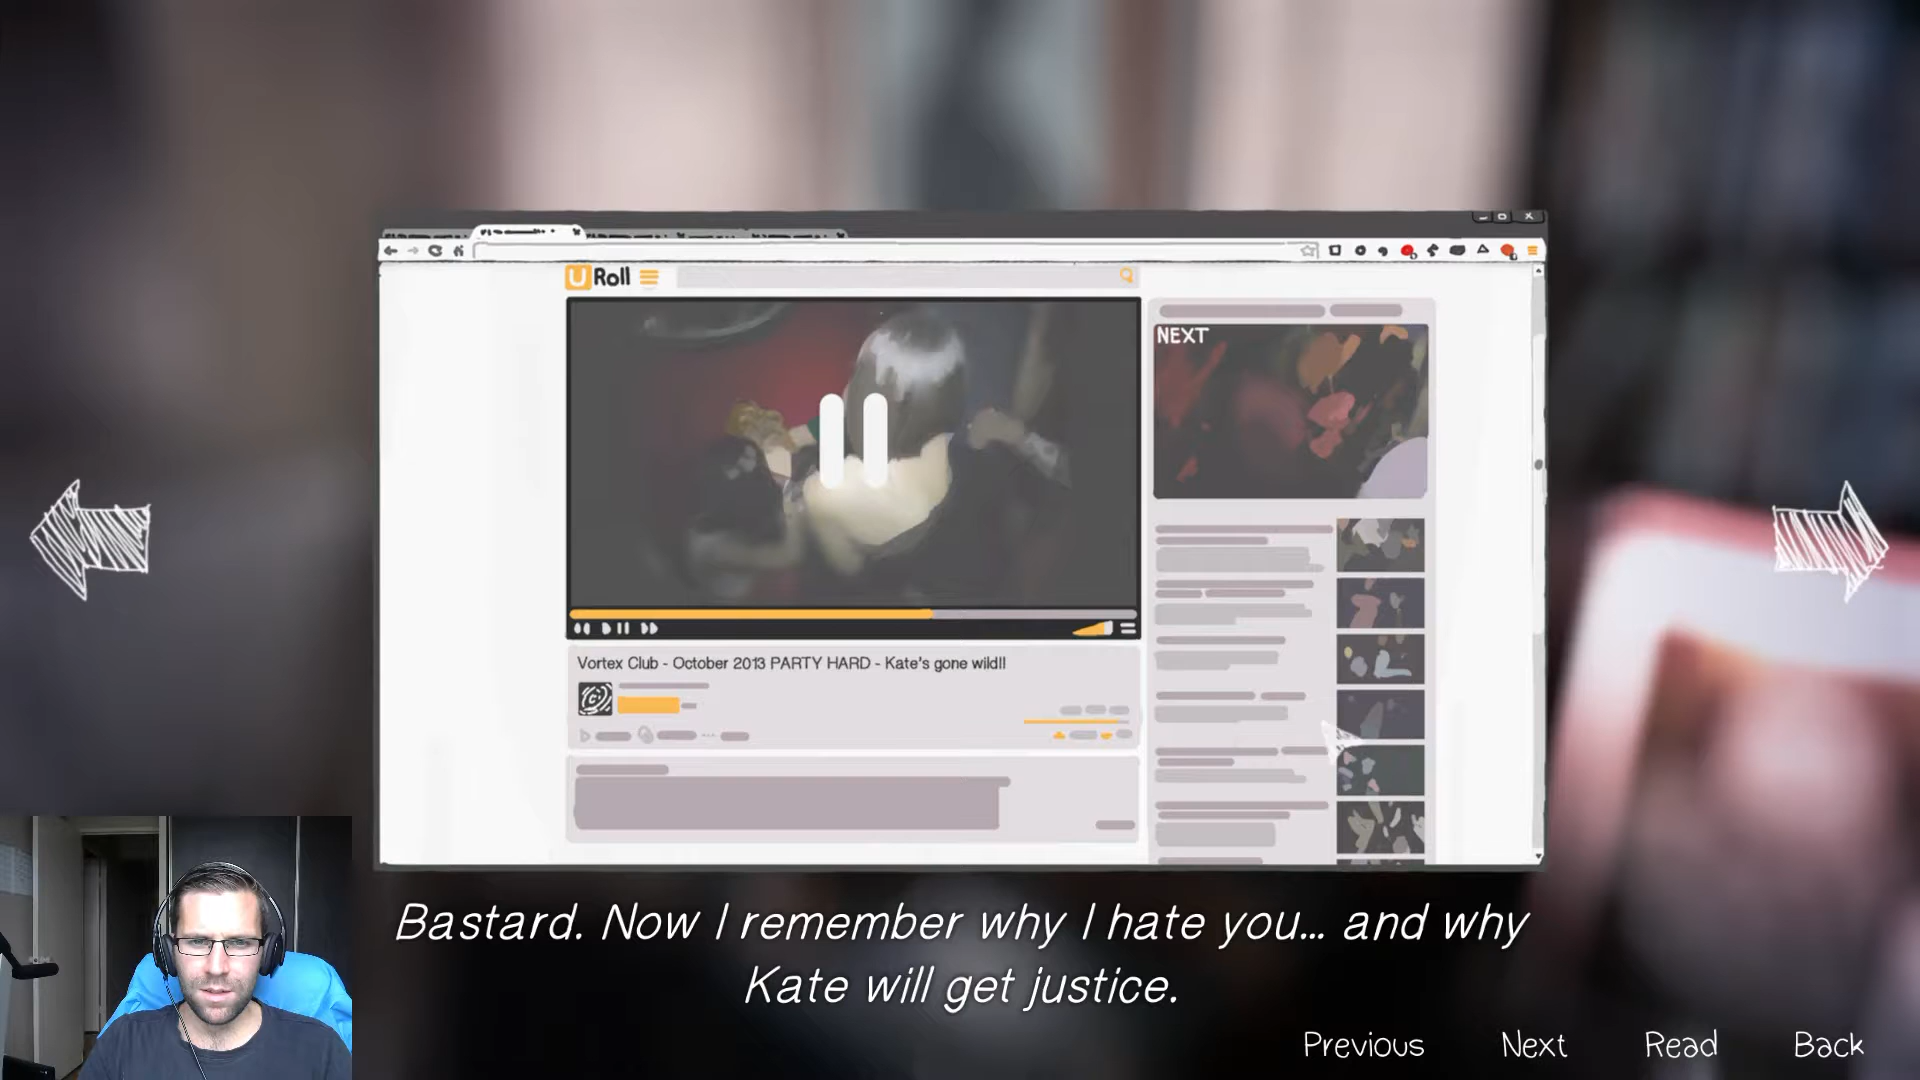 U Roll
NEXT
Vortex Club - October 2013 PARTY HARD - Kate's gone wild!!
Bastard. Now I remember why I hate you... and why
Kate will get justice.
Previous Next Read Back